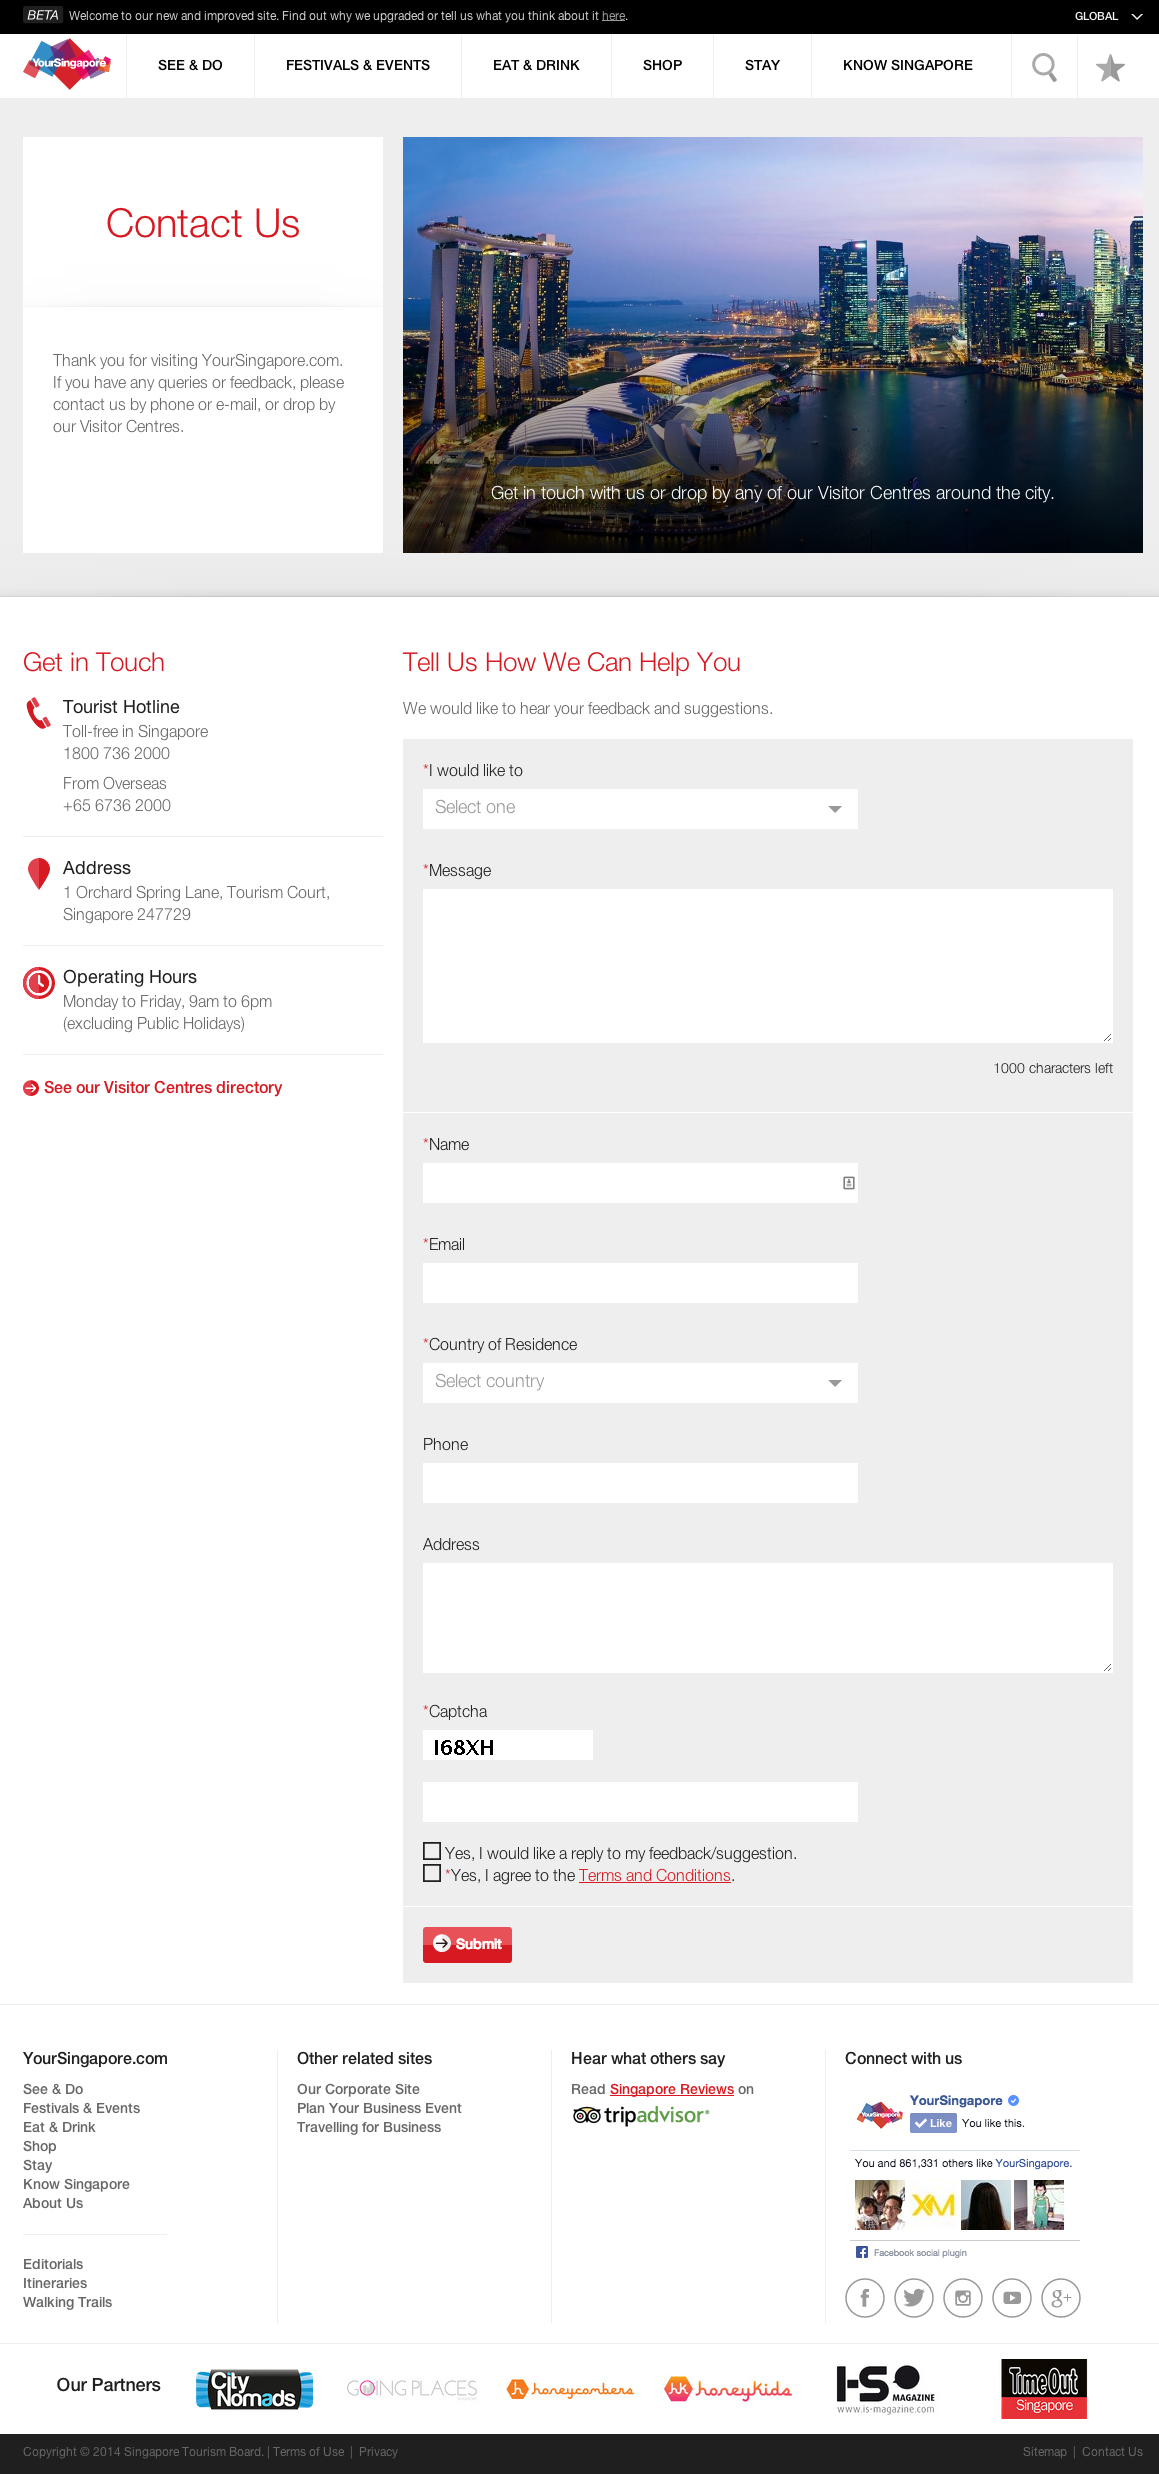 BETA Welcome to our new and improved site. Find out why we upgraded or tell us what you think about it here.
GLOBAL
YourSingapore
SEE & DO
FESTIVALS & EVENTS
EAT & DRINK
SHOP
STAY
KNOW SINGAPORE
Contact Us
Thank you for visiting YourSingapore.com.
If you have any queries or feedback, please
contact us by phone or e-mail, or drop by
our Visitor Centres.
Get in touch with us or drop by any of our Visitor Centres around the city.
Get in Touch
Tourist Hotline
Toll-free in Singapore
1800 736 2000
From Overseas
+65 6736 2000
Address
1 Orchard Spring Lane, Tourism Court,
Singapore 247729
Operating Hours
Monday to Friday, 9am to 6pm
(excluding Public Holidays)
See our Visitor Centres directory
Tell Us How We Can Help You
We would like to hear your feedback and suggestions.
*I would like to
Select one
*Message
1000 characters left
*Name
*Email
*Country of Residence
Select country
Phone
Address
*Captcha
I68XH
Yes, I would like a reply to my feedback/suggestion.
*Yes, I agree to the Terms and Conditions.
Submit
YourSingapore.com
See & Do
Festivals & Events
Eat & Drink
Shop
Stay
Know Singapore
About Us
Editorials
Itineraries
Walking Trails
Other related sites
Our Corporate Site
Plan Your Business Event
Travelling for Business
Hear what others say
Read Singapore Reviews on
tripadvisor®
Connect with us
YourSingapore
YourSingapore
Like You like this.
You and 861,331 others like YourSingapore.
XM
Facebook social plugin
Our Partners
City
Nomads
GOING PLACES
h honeycombers
hk honeykids
I-S
MAGAZINE
www.is-magazine.com
TimeOut
Singapore
Copyright © 2014 Singapore Tourism Board. | Terms of Use | Privacy
Sitemap | Contact Us